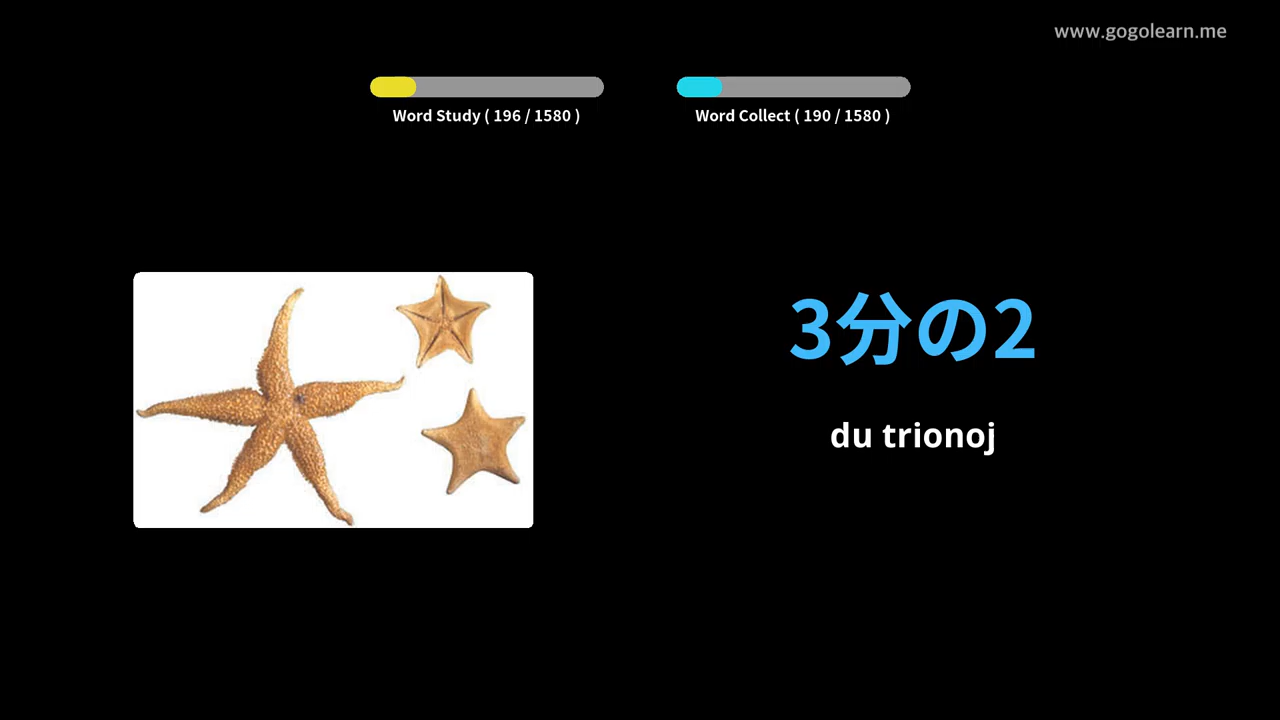 www.gogolearn.me
Word Study ( 196 / 1580 )
Word Collect ( 190 / 1580 )
3分の2
du trionoj